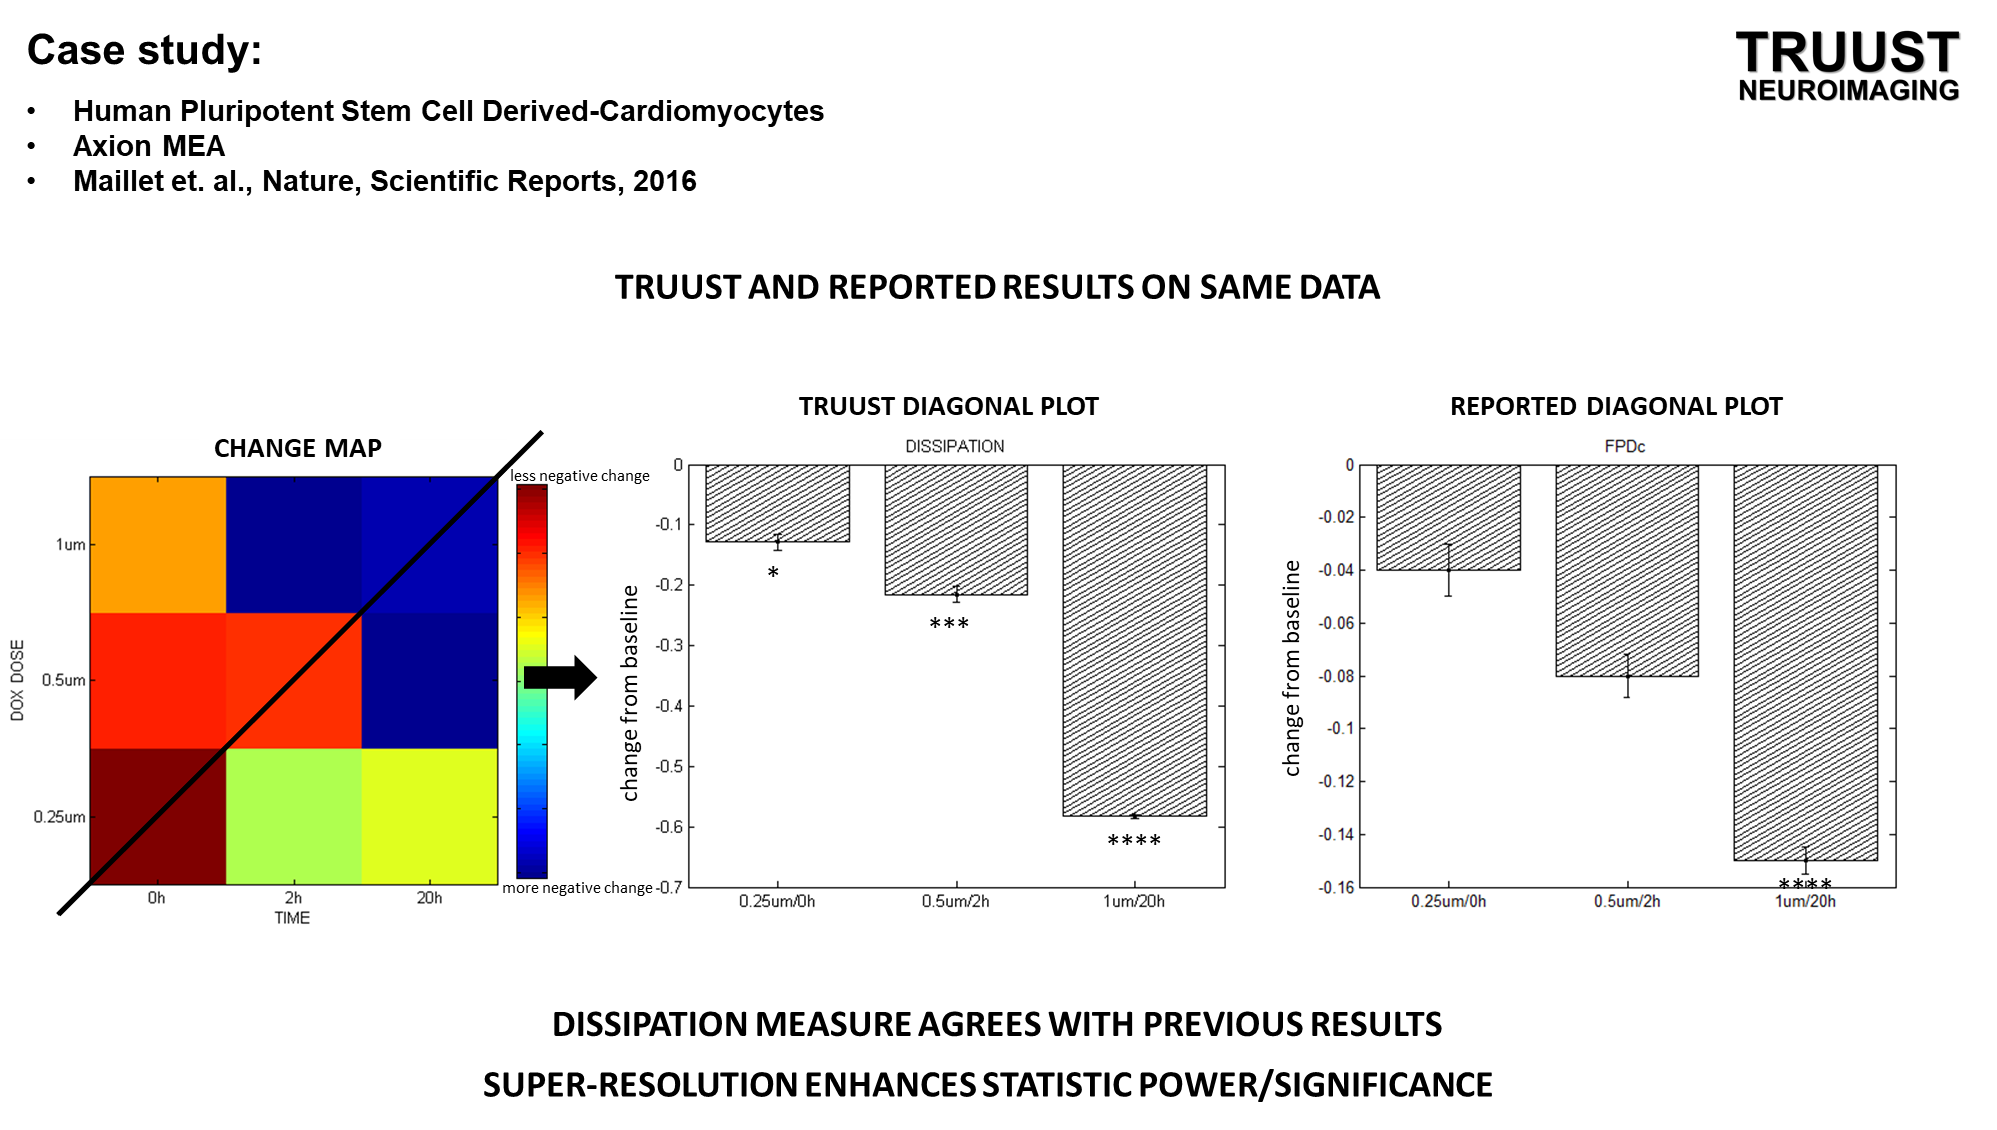 Case study:
TRUUST
NEUROIMAGING
• Human Pluripotent Stem Cell Derived-Cardiomyocytes
• Axion MEA
• Maillet et. al., Nature, Scientific Reports, 2016
TRUUST AND REPORTED RESULTS ON SAME DATA
CHANGE MAP
DOX DOSE
1um
0.5um
0.25um
0h
2h
20h
TIME
less negative change
more negative change
TRUUST DIAGONAL PLOT
DISSIPATION
change from baseline
0
-0.1
-0.2
-0.3
-0.4
-0.5
-0.6
-0.7
*
***
****
0.25um/0h
0.5um/2h
1um/20h
REPORTED DIAGONAL PLOT
FPDc
change from baseline
0
-0.02
-0.04
-0.06
-0.08
-0.1
-0.12
-0.14
-0.16
****
0.25um/0h
0.5um/2h
1um/20h
DISSIPATION MEASURE AGREES WITH PREVIOUS RESULTS
SUPER-RESOLUTION ENHANCES STATISTIC POWER/SIGNIFICANCE